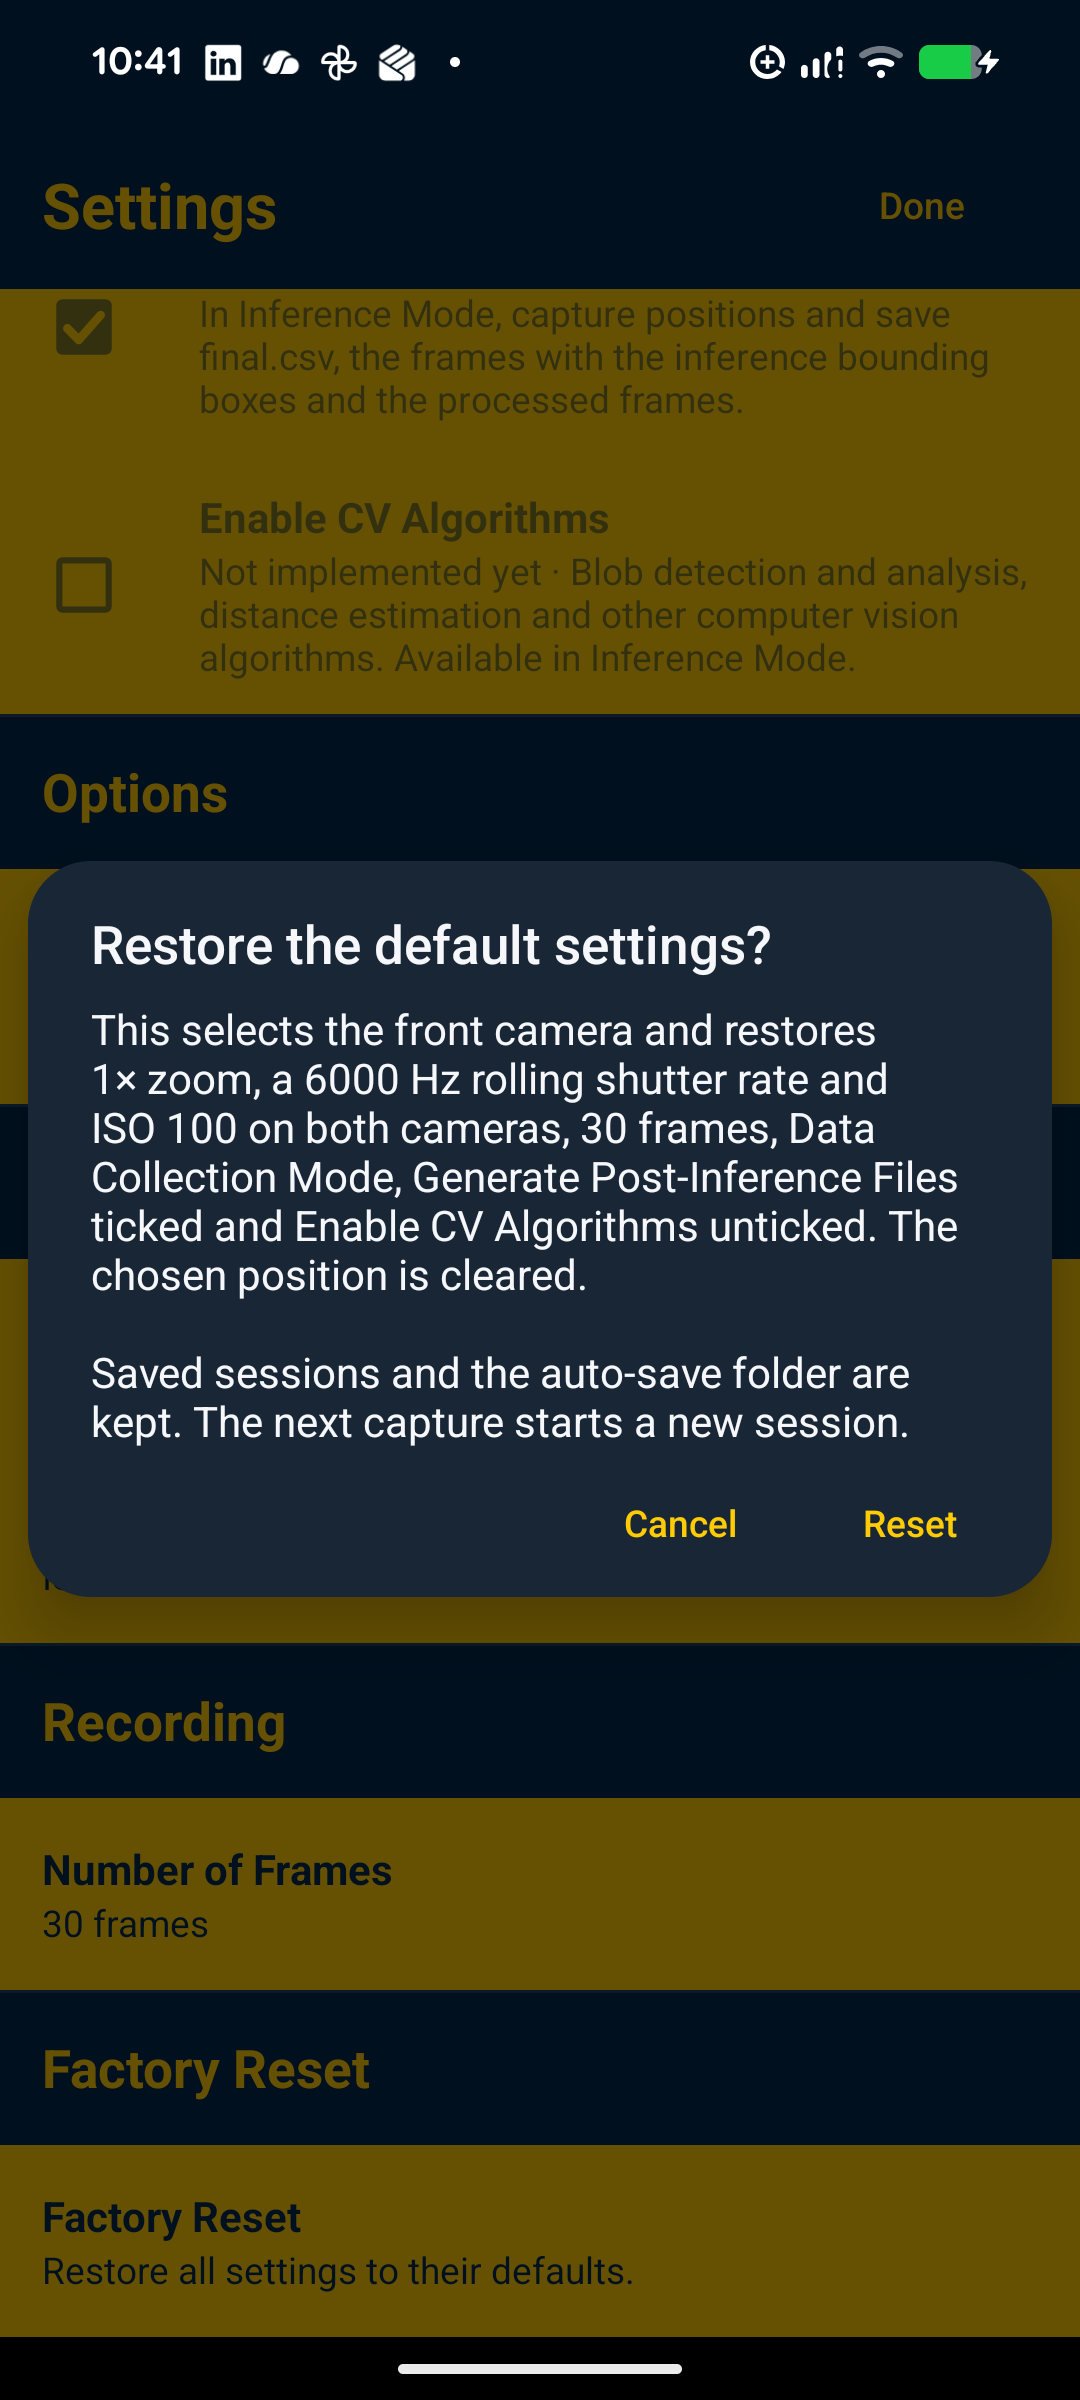 10:41
Settings
Done
In Inference Mode, capture positions and save
final.csv, the frames with the inference bounding
boxes and the processed frames.
Enable CV Algorithms
Not implemented yet · Blob detection and analysis,
distance estimation and other computer vision
algorithms. Available in Inference Mode.
Options
Restore the default settings?
This selects the front camera and restores
1× zoom, a 6000 Hz rolling shutter rate and
ISO 100 on both cameras, 30 frames, Data
Collection Mode, Generate Post-Inference Files
ticked and Enable CV Algorithms unticked. The
chosen position is cleared.
Saved sessions and the auto-save folder are
kept. The next capture starts a new session.
Cancel
Reset
Recording
Number of Frames
30 frames
Factory Reset
Factory Reset
Restore all settings to their defaults.